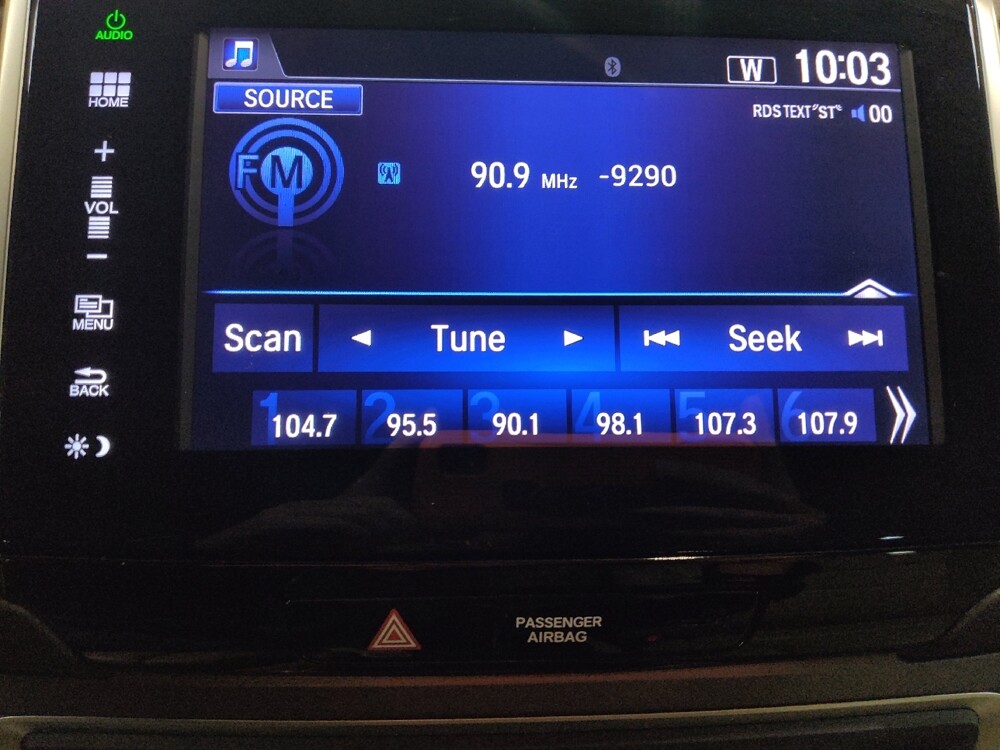 AUDIO
W 10:03
HOME
SOURCE
RDS TEXT "ST" 00
FM
90.9 MHz -9290
+
VOL
-
MENU
Scan Tune Seek
BACK
1 104.7 2 95.5 3 90.1 4 98.1 5 107.3 6 107.9
PASSENGER
AIRBAG